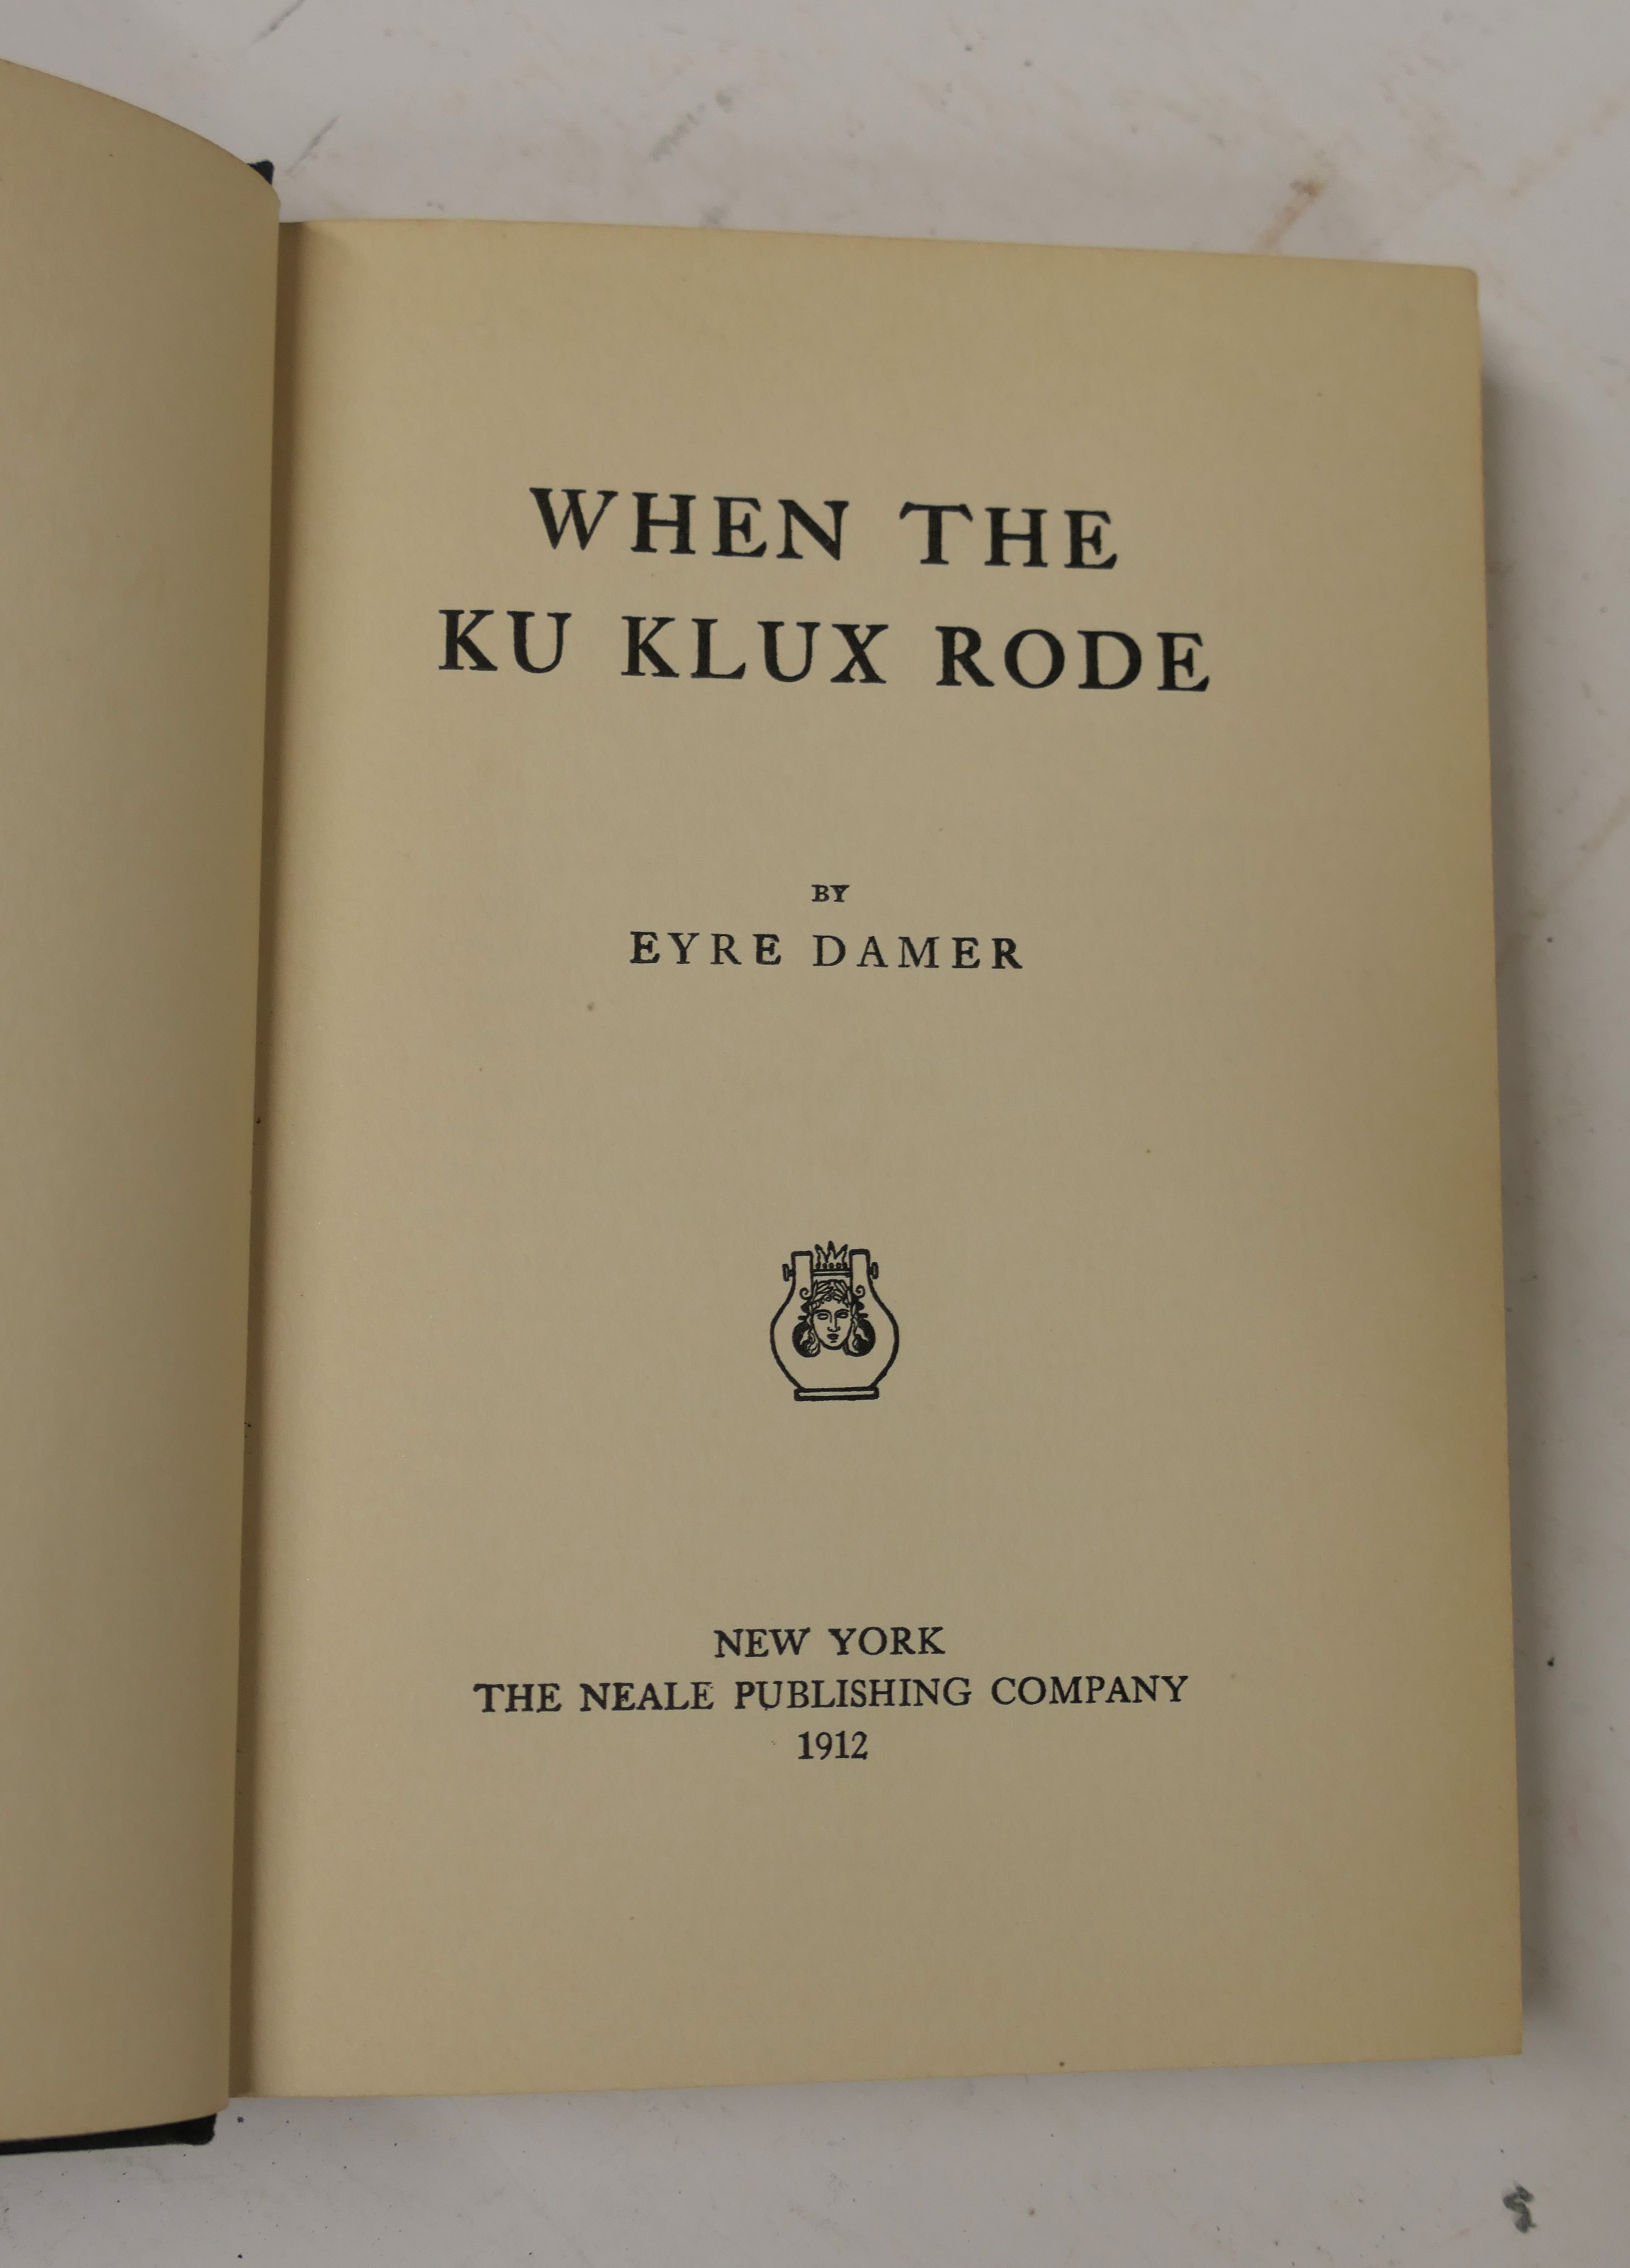 WHEN THE
KU KLUX RODE
BY
EYRE DAMER
NEW YORK
THE NEALE PUBLISHING COMPANY
1912